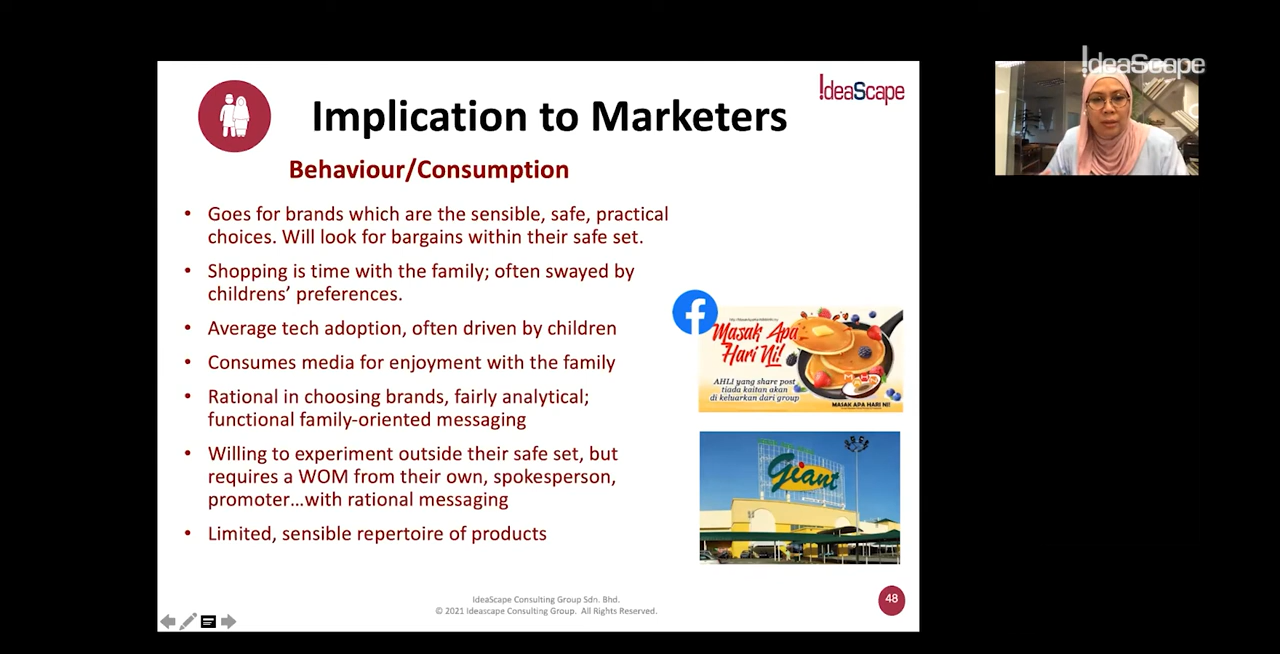 !deaScape
!deaScape
Implication to Marketers
Behaviour/Consumption
• Goes for brands which are the sensible, safe, practical
choices. Will look for bargains within their safe set.
• Shopping is time with the family; often swayed by
childrens’ preferences.
• Average tech adoption, often driven by children
• Consumes media for enjoyment with the family
• Rational in choosing brands, fairly analytical;
functional family-oriented messaging
• Willing to experiment outside their safe set, but
requires a WOM from their own, spokesperson,
promoter…with rational messaging
• Limited, sensible repertoire of products
f
Masak Apa
Hari Ni!
AHLI yang share post
tiada kaitan akan
di keluarkan dari group
MASAK APA HARI NI!
Giant
IdeaScape Consulting Group Sdn. Bhd.
© 2021 Ideascape Consulting Group. All Rights Reserved.
48